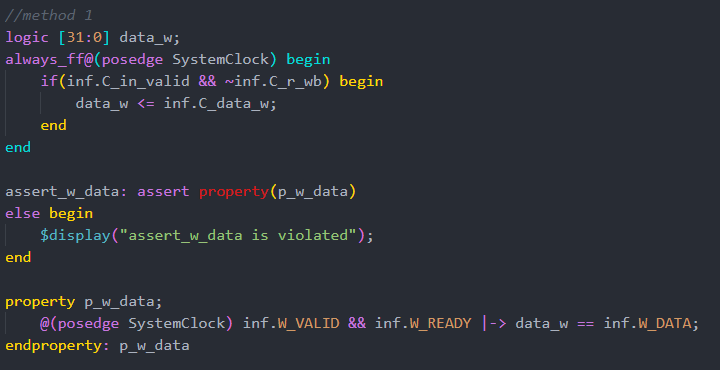 //method 1
logic [31:0] data_w;
always_ff@(posedge SystemClock) begin
    if(inf.C_in_valid && ~inf.C_r_wb) begin
        data_w <= inf.C_data_w;
    end
end

assert_w_data: assert property(p_w_data)
else begin
    $display("assert_w_data is violated");
end

property p_w_data;
    @(posedge SystemClock) inf.W_VALID && inf.W_READY |-> data_w == inf.W_DATA;
endproperty: p_w_data